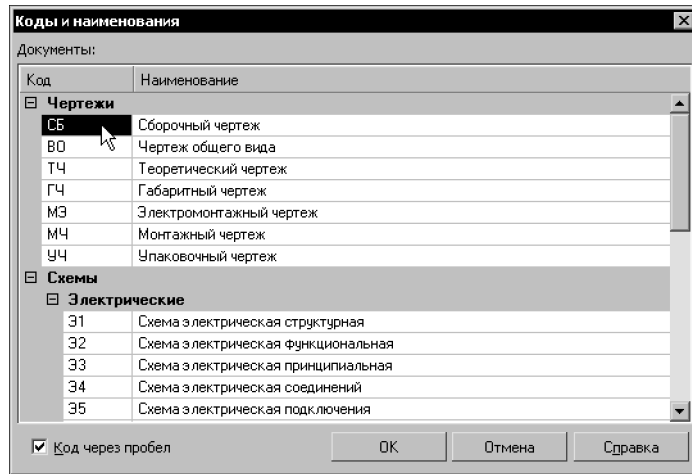 Коды и наименования
Документы:
Код Наименование
Чертежи
СБ Сборочный чертеж
ВО Чертеж общего вида
ТЧ Теоретический чертеж
ГЧ Габаритный чертеж
МЭ Электромонтажный чертеж
МЧ Монтажный чертеж
УЧ Упаковочный чертеж
Схемы
Электрические
Э1 Схема электрическая структурная
Э2 Схема электрическая функциональная
Э3 Схема электрическая принципиальная
Э4 Схема электрическая соединений
Э5 Схема электрическая подключения
Код через пробел OK Отмена Справка